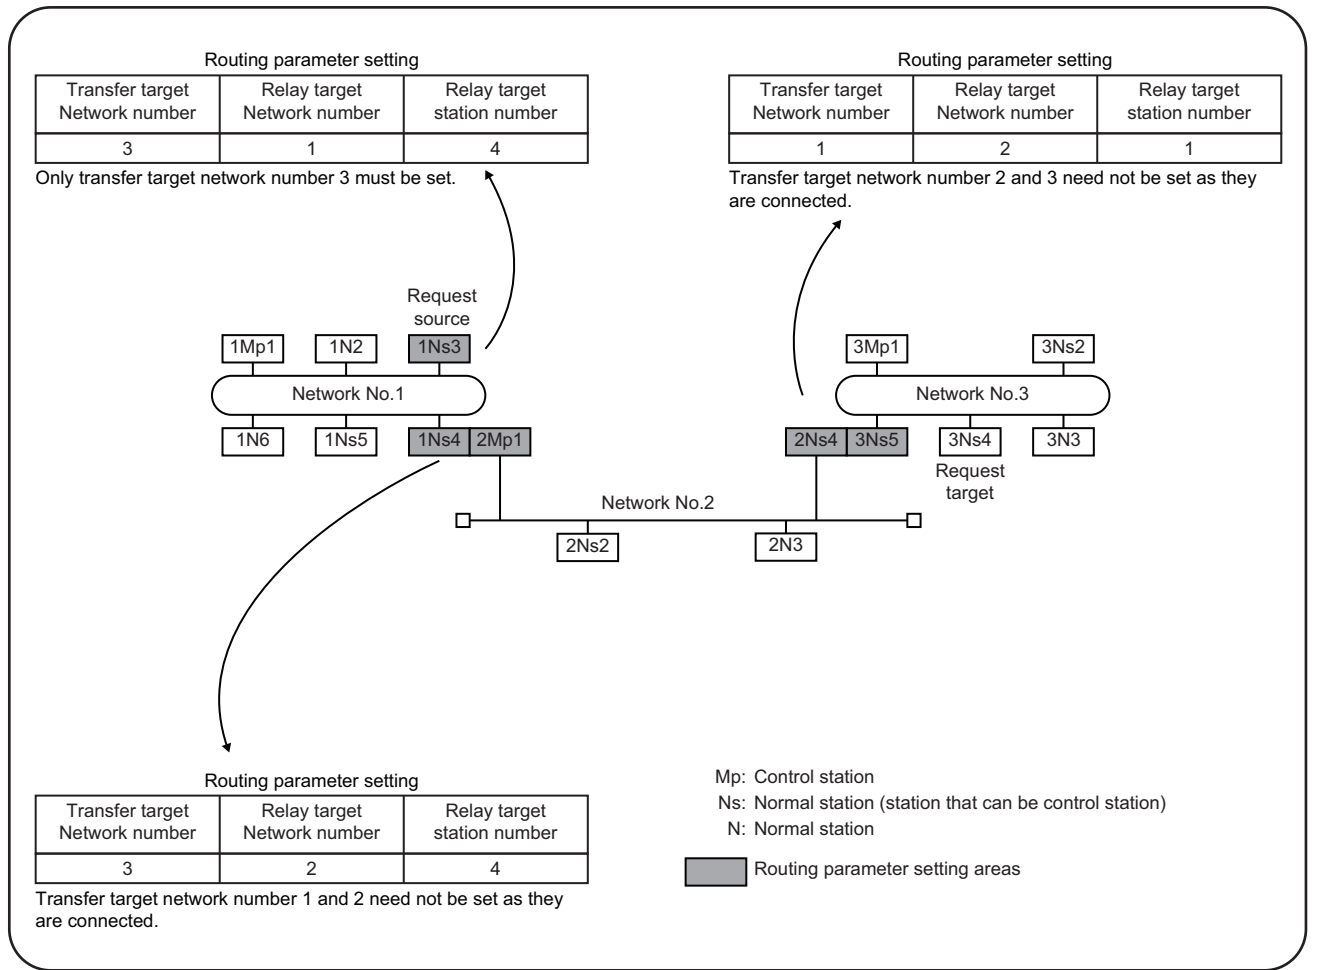 Routing parameter setting
Transfer target Network number
Relay target Network number
Relay target station number
3
1
4
Only transfer target network number 3 must be set.
Routing parameter setting
Transfer target Network number
Relay target Network number
Relay target station number
1
2
1
Transfer target network number 2 and 3 need not be set as they
are connected.
Request
source
1Mp1
1N2
1Ns3
Network No.1
1N6
1Ns5
1Ns4
2Mp1
3Mp1
3Ns2
Network No.3
2Ns4
3Ns5
3Ns4
3N3
Request
target
Network No.2
2Ns2
2N3
Routing parameter setting
Transfer target Network number
Relay target Network number
Relay target station number
3
2
4
Transfer target network number 1 and 2 need not be set as they
are connected.
Mp: Control station
Ns: Normal station (station that can be control station)
N: Normal station
Routing parameter setting areas